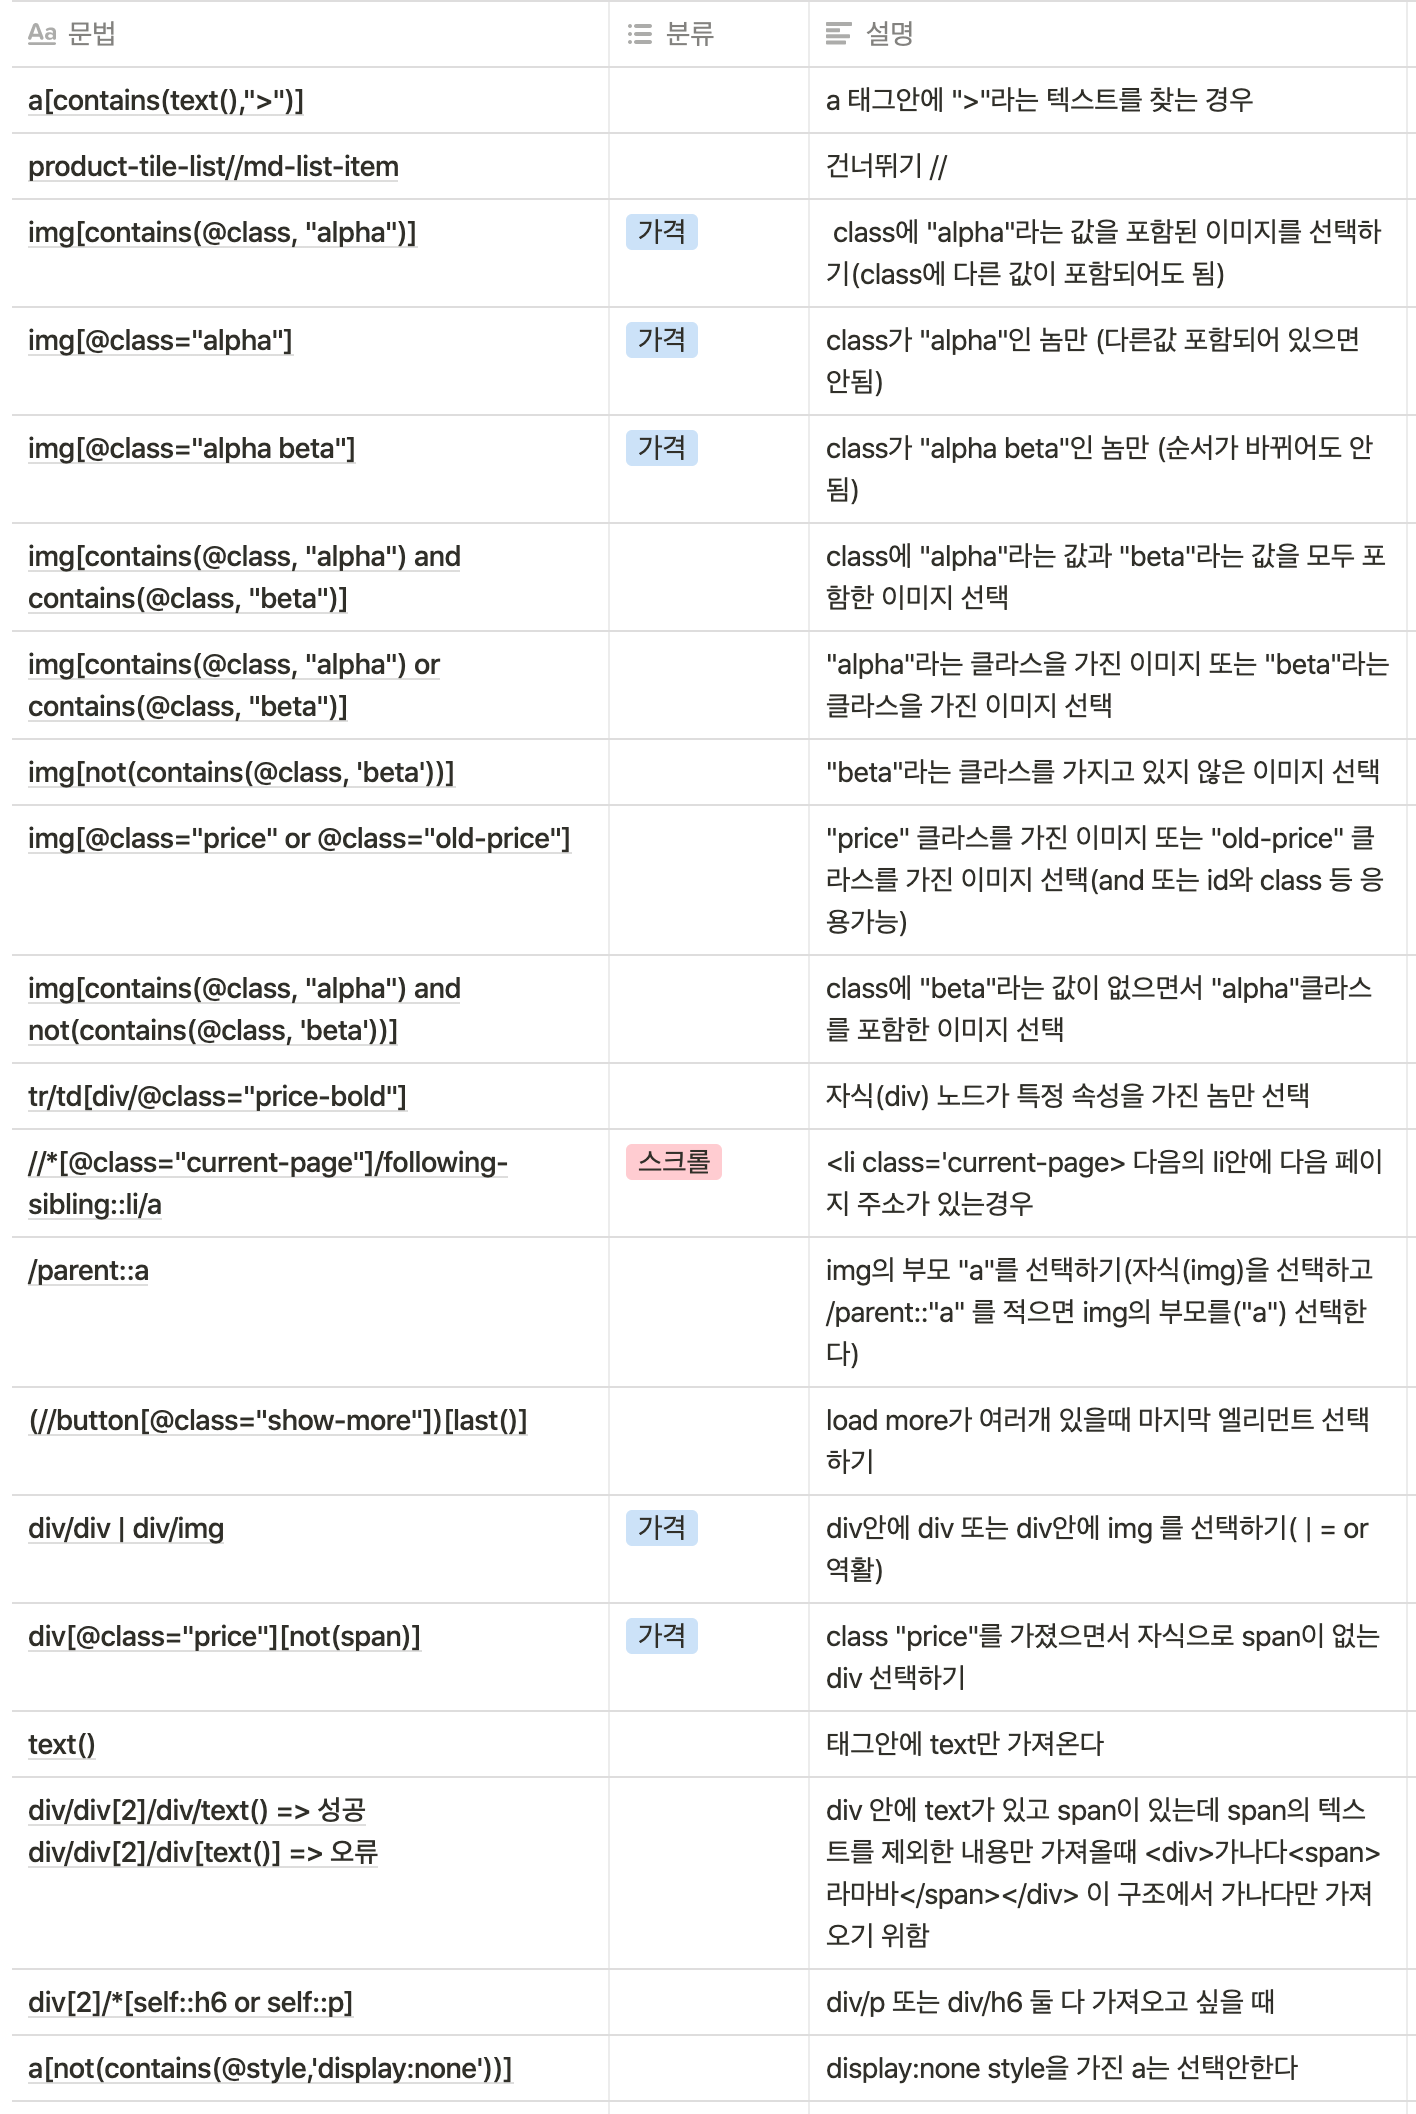 Aa 문법 분류 설명
a[contains(text(),">")] a 태그안에 ">"라는 텍스트를 찾는 경우
product-tile-list//md-list-item 건너뛰기 //
img[contains(@class, "alpha")] 가격 class에 "alpha"라는 값을 포함된 이미지를 선택하
기(class에 다른 값이 포함되어도 됨)
img[@class="alpha"] 가격 class가 "alpha"인 놈만 (다른값 포함되어 있으면
안됨)
img[@class="alpha beta"] 가격 class가 "alpha beta"인 놈만 (순서가 바뀌어도 안
됨)
img[contains(@class, "alpha") and class에 "alpha"라는 값과 "beta"라는 값을 모두 포
contains(@class, "beta")] 함한 이미지 선택
img[contains(@class, "alpha") or "alpha"라는 클라스을 가진 이미지 또는 "beta"라는
contains(@class, "beta")] 클라스을 가진 이미지 선택
img[not(contains(@class, 'beta'))] "beta"라는 클라스를 가지고 있지 않은 이미지 선택
img[@class="price" or @class="old-price"] "price" 클라스를 가진 이미지 또는 "old-price" 클
라스를 가진 이미지 선택(and 또는 id와 class 등 응
용가능)
img[contains(@class, "alpha") and class에 "beta"라는 값이 없으면서 "alpha"클라스
not(contains(@class, 'beta'))] 를 포함한 이미지 선택
tr/td[div/@class="price-bold"] 자식(div) 노드가 특정 속성을 가진 놈만 선택
//*[@class="current-page"]/following- 스크롤 <li class='current-page> 다음의 li안에 다음 페이
sibling::li/a 지 주소가 있는경우
/parent::a img의 부모 "a"를 선택하기(자식(img)을 선택하고
/parent::"a" 를 적으면 img의 부모를("a") 선택한
다)
(//button[@class="show-more"])[last()] load more가 여러개 있을때 마지막 엘리먼트 선택
하기
div/div | div/img 가격 div안에 div 또는 div안에 img 를 선택하기( | = or
역활)
div[@class="price"][not(span)] 가격 class "price"를 가졌으면서 자식으로 span이 없는
div 선택하기
text() 태그안에 text만 가져온다
div/div[2]/div/text() => 성공 div 안에 text가 있고 span이 있는데 span의 텍스
div/div[2]/div[text()] => 오류 트를 제외한 내용만 가져올때 <div>가나다<span>
라마바</span></div> 이 구조에서 가나다만 가져
오기 위함
div[2]/*[self::h6 or self::p] div/p 또는 div/h6 둘 다 가져오고 싶을 때
a[not(contains(@style,'display:none'))] display:none style을 가진 a는 선택안한다